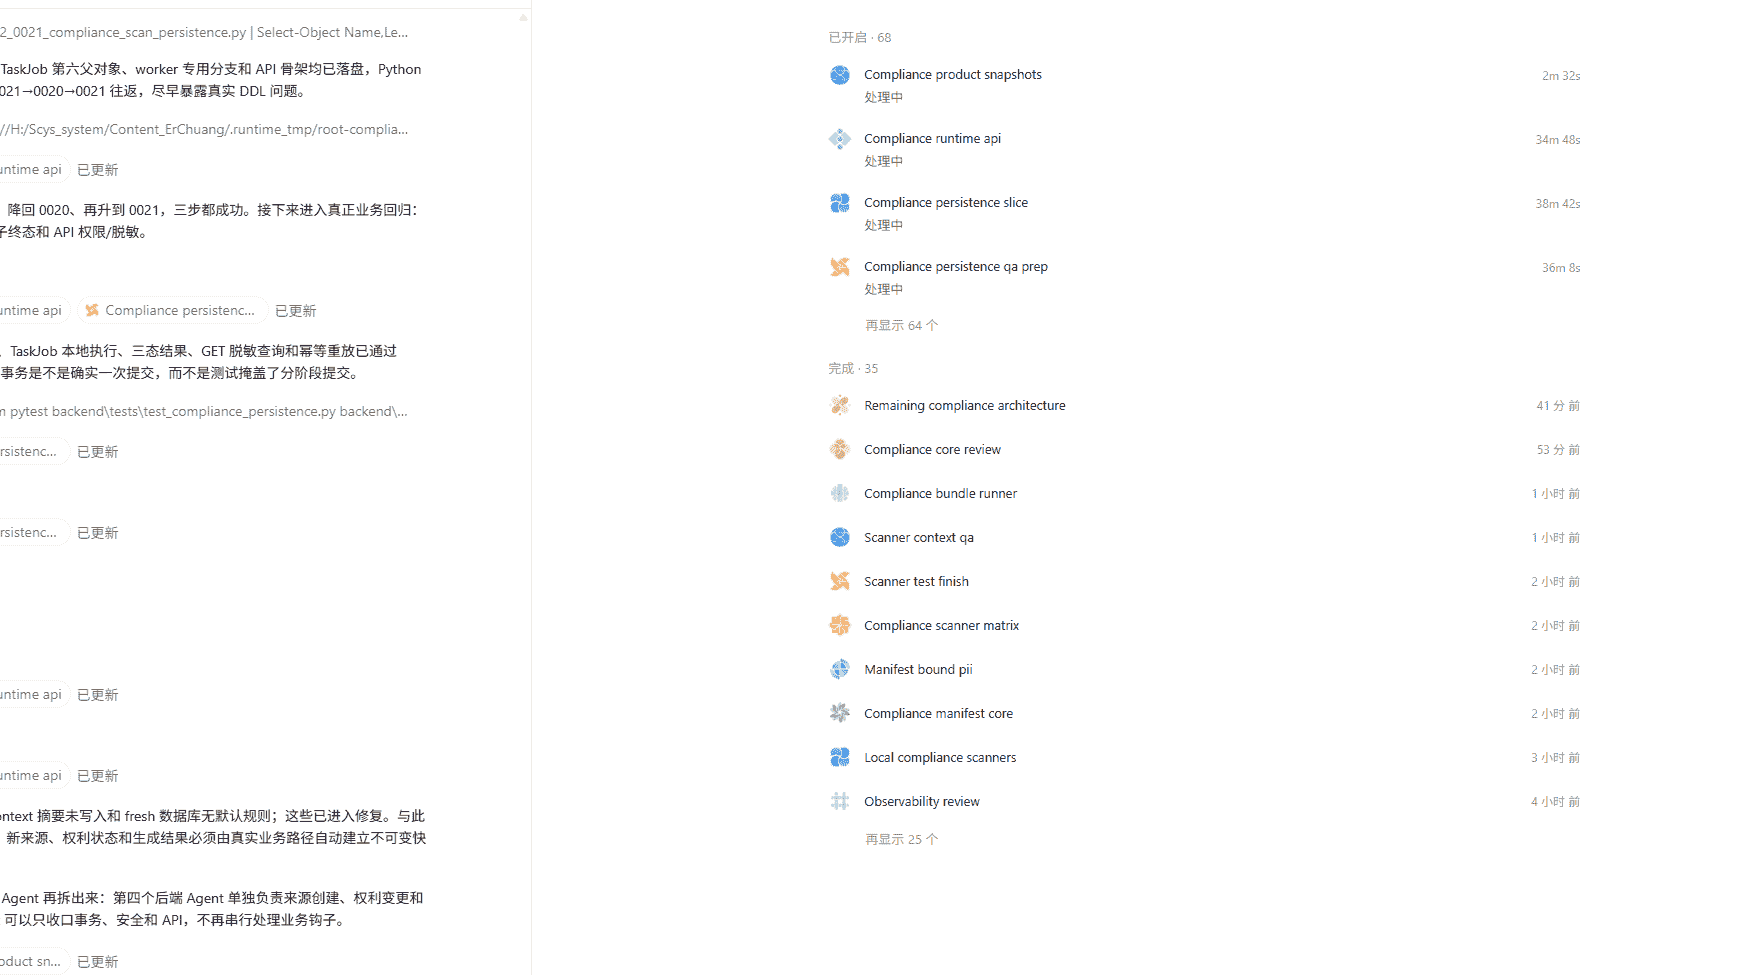 2_0021_compliance_scan_persistence.py | Select-Object Name,Le...
TaskJob 第六父对象、worker 专用分支和 API 骨架均已落盘，Python
021→0020→0021 往返，尽早暴露真实 DDL 问题。
//H:/Scys_system/Content_ErChuang/.runtime_tmp/root-complia...
untime api 已更新
降回 0020、再升到 0021，三步都成功。接下来进入真正业务回归：
子终态和 API 权限/脱敏。
untime api Compliance persistenc... 已更新
、TaskJob 本地执行、三态结果、GET 脱敏查询和幂等重放已通过
事务是不是确实一次提交，而不是测试掩盖了分阶段提交。
m pytest backend\tests\test_compliance_persistence.py backend\...
rsistenc... 已更新
rsistenc... 已更新
untime api 已更新
untime api 已更新
ontext 摘要未写入和 fresh 数据库无默认规则；这些已进入修复。与此
新来源、权利状态和生成结果必须由真实业务路径自动建立不可变快
Agent 再拆出来：第四个后端 Agent 单独负责来源创建、权利变更和
可以只收口事务、安全和 API，不再串行处理业务钩子。
oduct sn... 已更新
已开启 · 68
Compliance product snapshots 2m 32s
处理中
Compliance runtime api 34m 48s
处理中
Compliance persistence slice 38m 42s
处理中
Compliance persistence qa prep 36m 8s
处理中
再显示 64 个
完成 · 35
Remaining compliance architecture 41 分 前
Compliance core review 53 分 前
Compliance bundle runner 1 小时 前
Scanner context qa 1 小时 前
Scanner test finish 2 小时 前
Compliance scanner matrix 2 小时 前
Manifest bound pii 2 小时 前
Compliance manifest core 2 小时 前
Local compliance scanners 3 小时 前
Observability review 4 小时 前
再显示 25 个